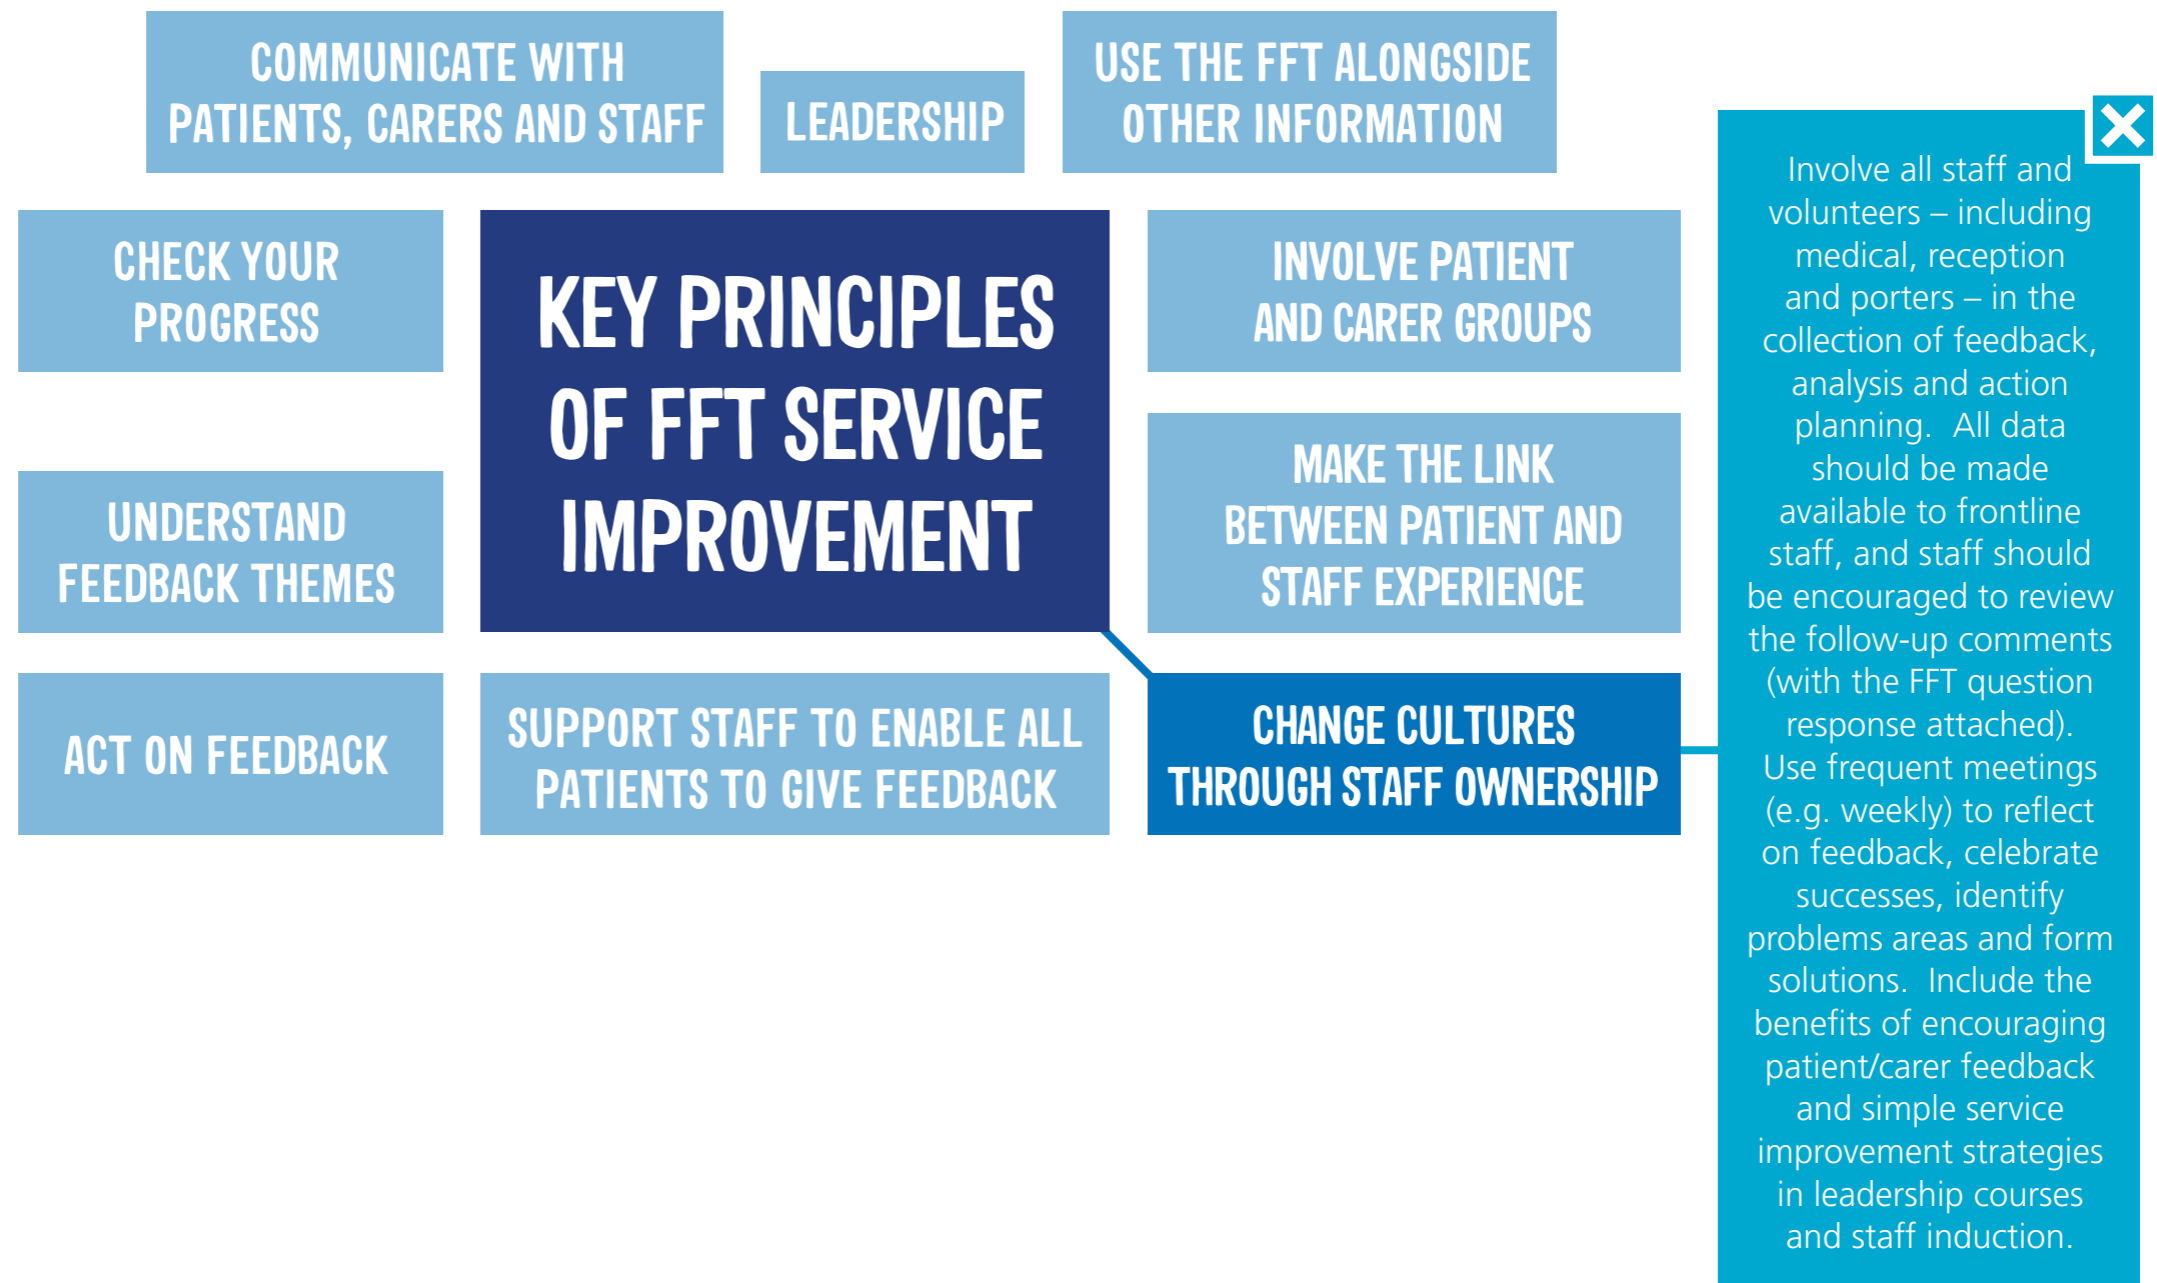 COMMUNICATE WITH
PATIENTS, CARERS AND STAFF
LEADERSHIP
USE THE FFT ALONGSIDE
OTHER INFORMATION
CHECK YOUR
PROGRESS
KEY PRINCIPLES
OF FFT SERVICE
IMPROVEMENT
INVOLVE PATIENT
AND CARER GROUPS
MAKE THE LINK
BETWEEN PATIENT AND
STAFF EXPERIENCE
UNDERSTAND
FEEDBACK THEMES
ACT ON FEEDBACK
SUPPORT STAFF TO ENABLE ALL
PATIENTS TO GIVE FEEDBACK
CHANGE CULTURES
THROUGH STAFF OWNERSHIP
Involve all staff and
volunteers – including
medical, reception
and porters – in the
collection of feedback,
analysis and action
planning.  All data
should be made
available to frontline
staff, and staff should
be encouraged to review
the follow-up comments
(with the FFT question
response attached).
Use frequent meetings
(e.g. weekly) to reflect
on feedback, celebrate
successes, identify
problems areas and form
solutions.  Include the
benefits of encouraging
patient/carer feedback
and simple service
improvement strategies
in leadership courses
and staff induction.